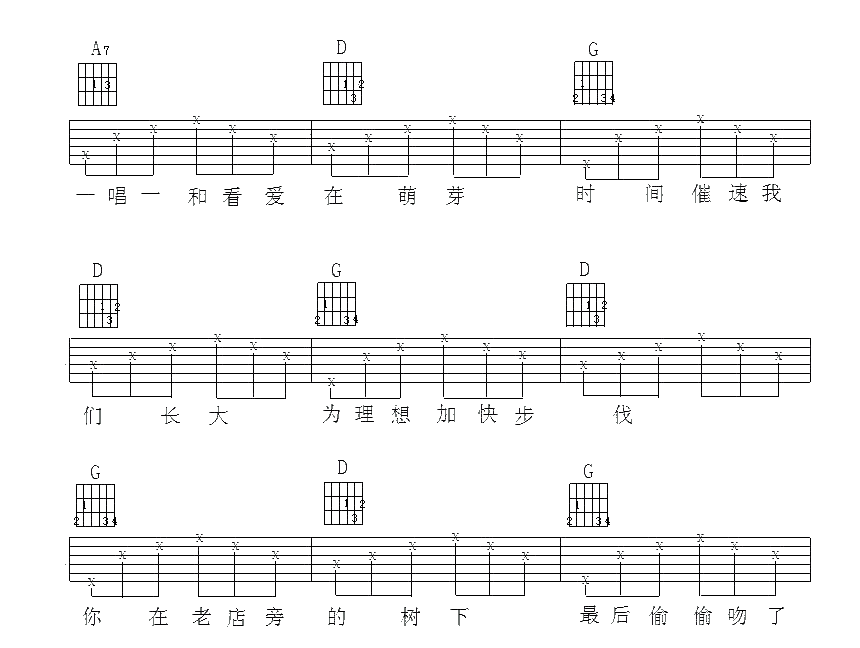 A7 D G
一唱一和看爱在萌芽 时间催速我
D G D
们长大 为理想加快步伐
G D G
你在老店旁的树下 最后偷偷吻了